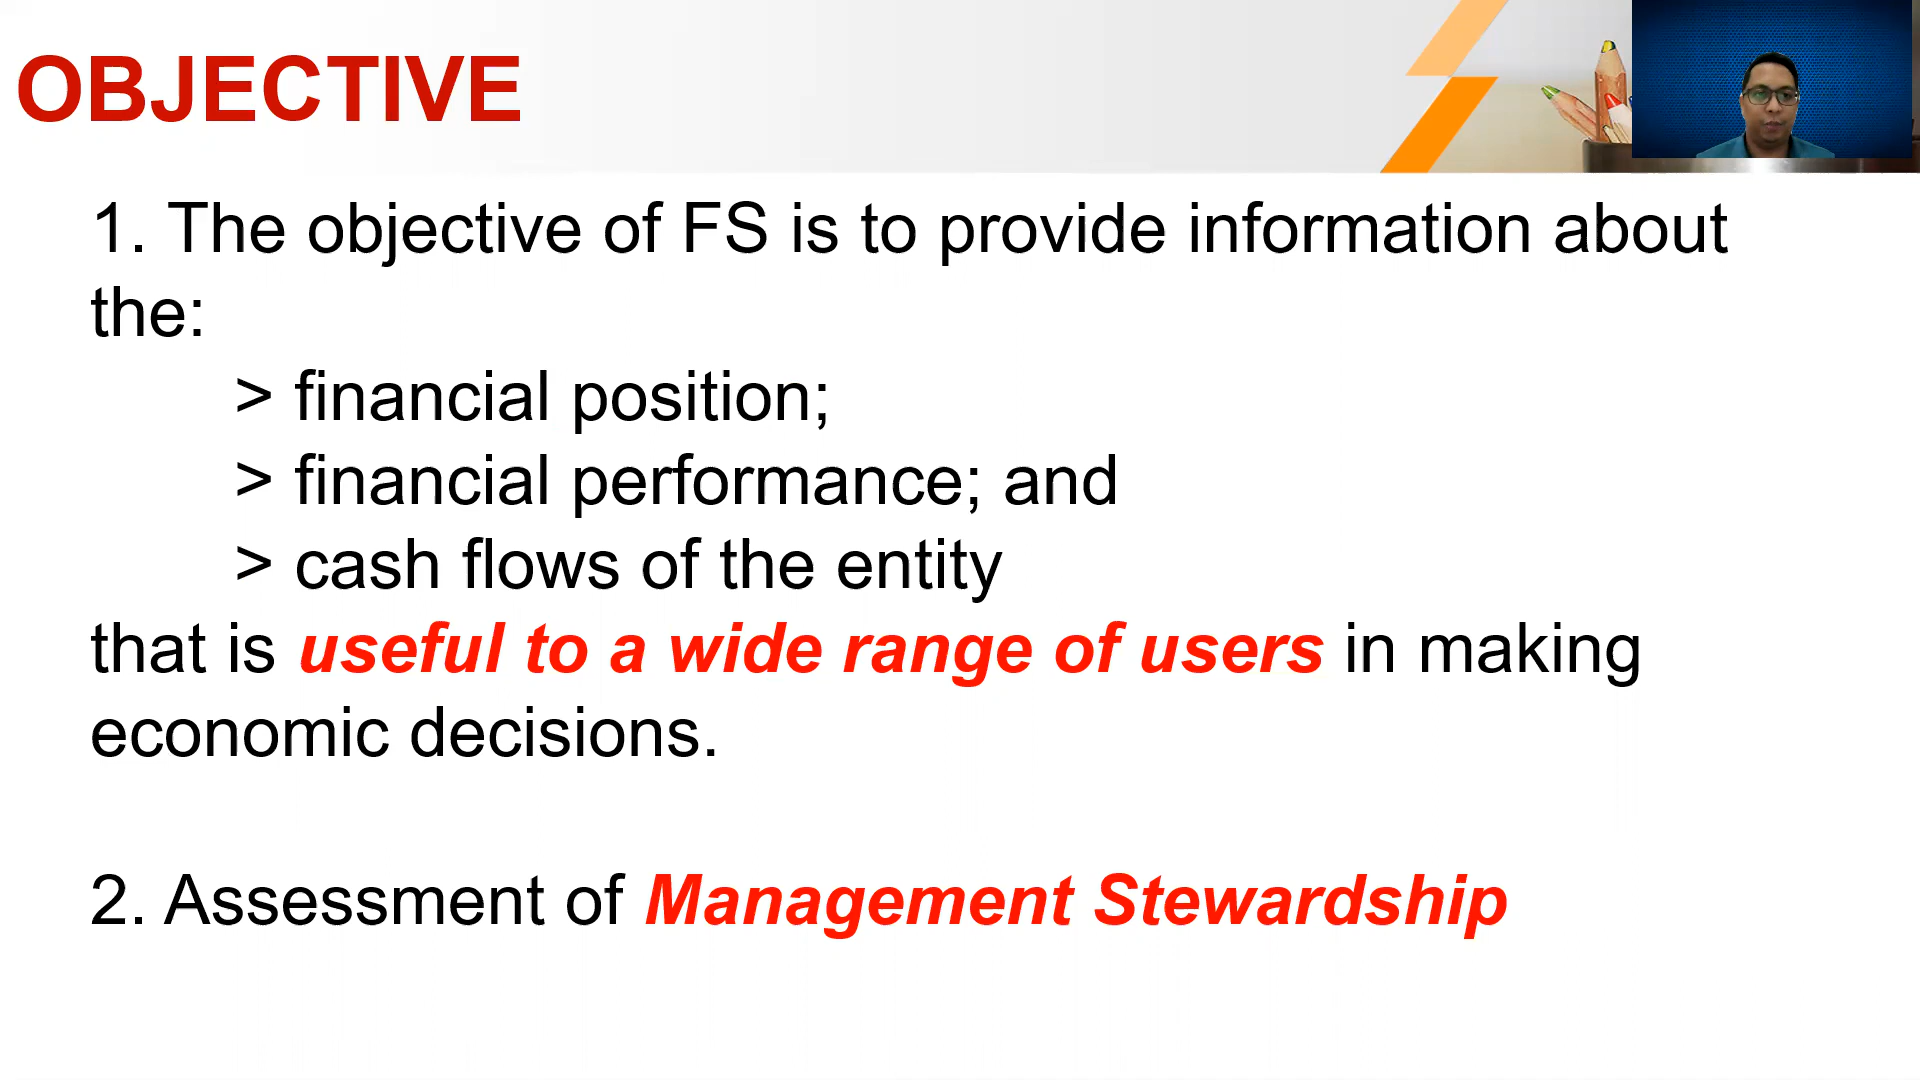 OBJECTIVE
1. The objective of FS is to provide information about
the:
> financial position;
> financial performance; and
> cash flows of the entity
that is useful to a wide range of users in making
economic decisions.
2. Assessment of Management Stewardship